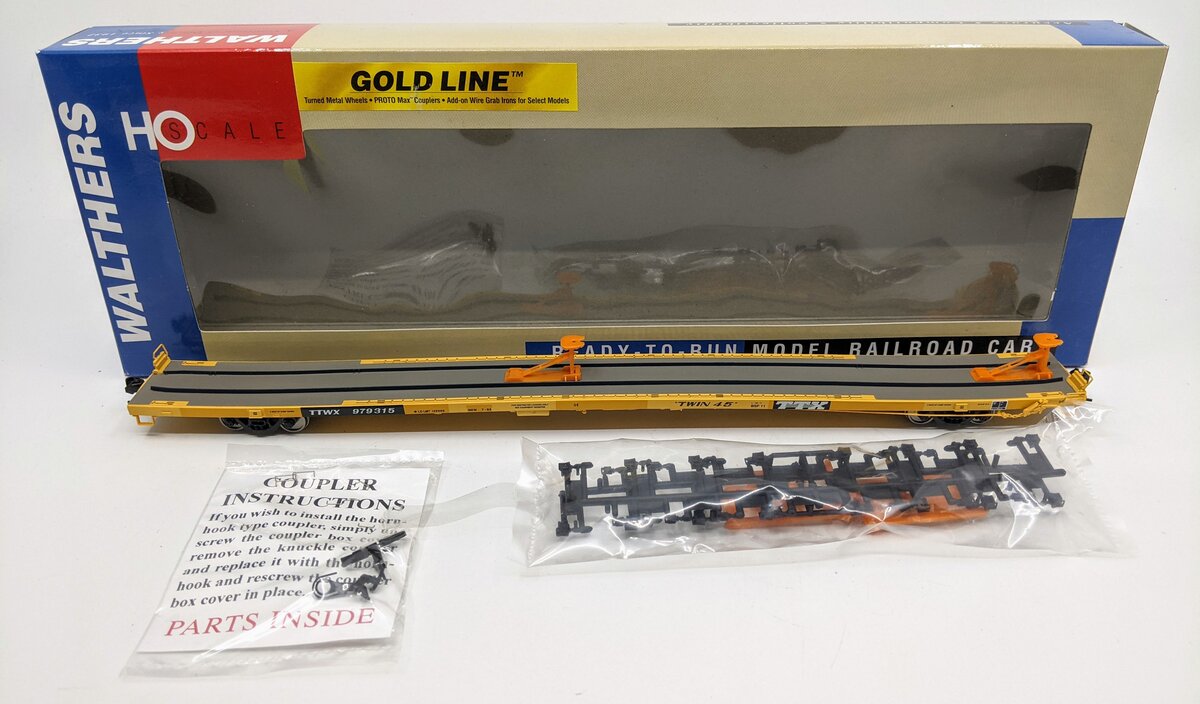 WALTHERS
GOLD LINE™
Turned Metal Wheels • PROTO Max™ Couplers • Add-on Wire Grab Irons for Select Models
HO SCALE
WALTHERS
READY-TO-RUN MODEL RAILROAD CAR
TTWX 979315
TWIN 45'
TTX
COUPLER
INSTRUCTIONS
If you wish to install the horn-
hook type coupler, simply
screw the coupler box
remove the knuckle
and replace it with the
hook and rescrew the coupler
box cover in place.
PARTS INSIDE